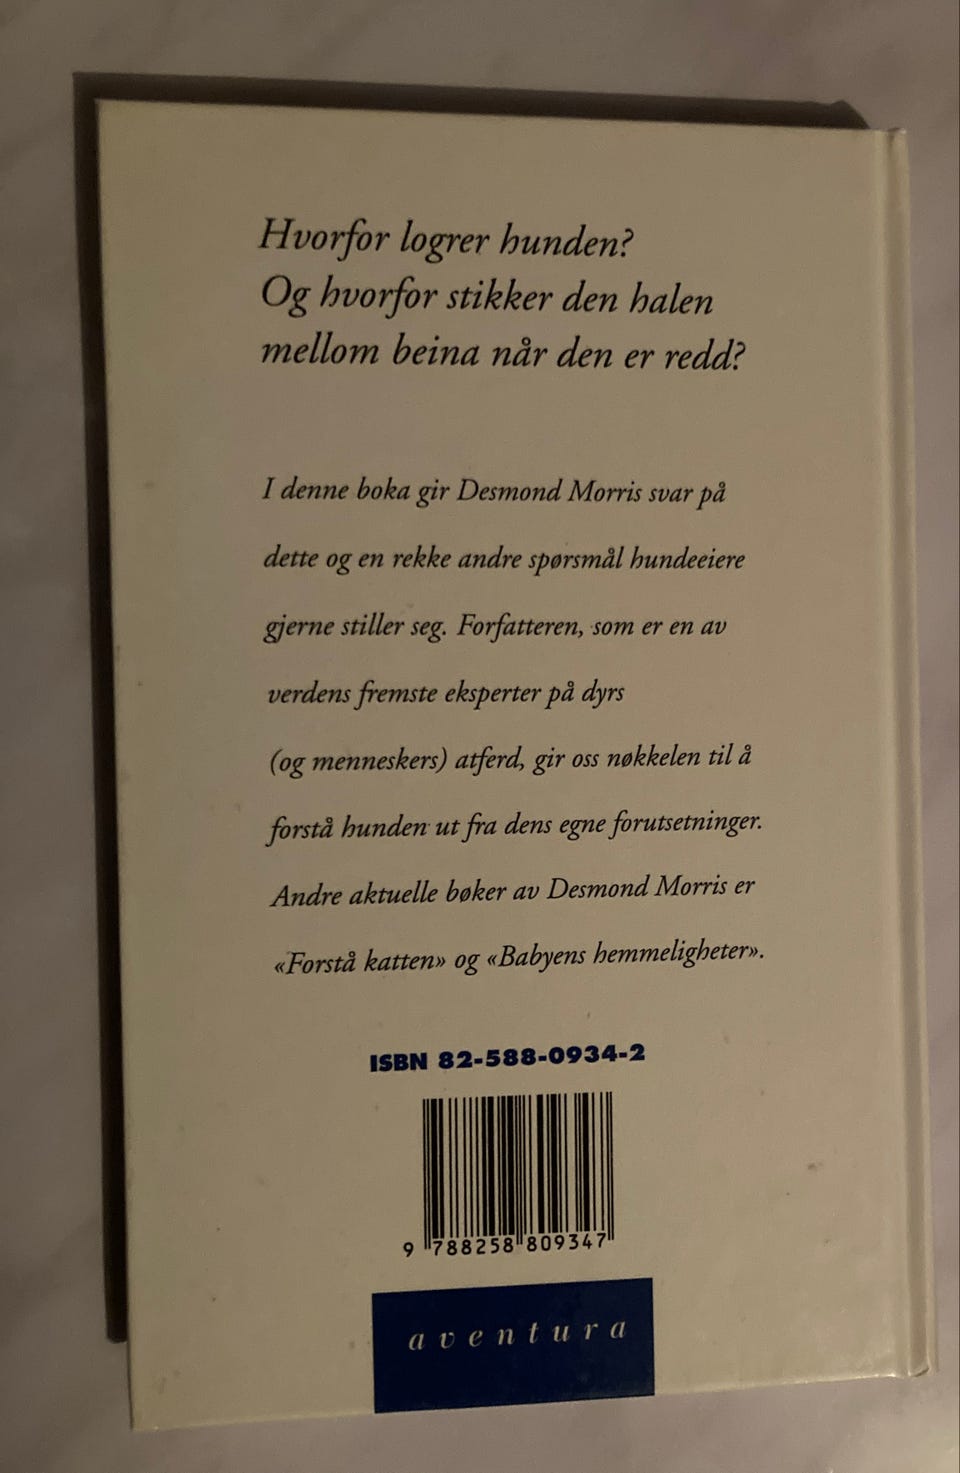 Hvorfor logrer hunden?
Og hvorfor stikker den halen
mellom beina når den er redd?
I denne boka gir Desmond Morris svar på
dette og en rekke andre spørsmål hundeeiere
gjerne stiller seg. Forfatteren, som er en av
verdens fremste eksperter på dyrs
(og menneskers) atferd, gir oss nøkkelen til å
forstå hunden ut fra dens egne forutsetninger.
Andre aktuelle bøker av Desmond Morris er
«Forstå katten» og «Babyens hemmeligheter».
ISBN 82-588-0934-2
9 788258 809347
aventura